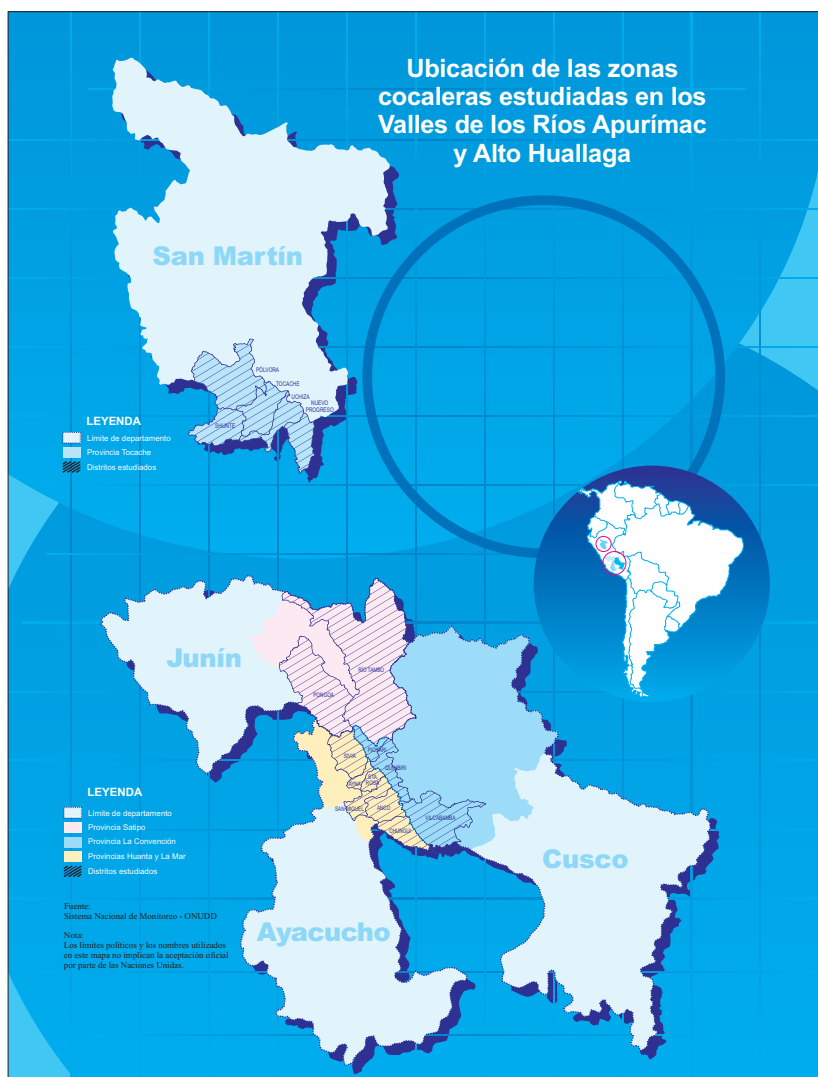 Ubicación de las zonas
cocaleras estudiadas en los
Valles de los Ríos Apurímac
y Alto Huallaga
San Martín
PÓLVORA
TOCACHE
UCHIZA
NUEVO
PROGRESO
SHUNTE
LEYENDA
Límite de departamento
Provincia Tocache
Distritos estudiados
Junín
RÍO TAMBO
PONGOA
PICHARI
SIVIA
QUIMBIRI
STA
ROSA
AYNA
SAN MIGUEL
ANCO
VILCABAMBA
CHUNGUI
LEYENDA
Límite de departamento
Provincia Satipo
Provincia La Convención
Provincias Huanta y La Mar
Distritos estudiados
Cusco
Ayacucho
Fuente:
Sistema Nacional de Monitoreo - ONUDD
Nota:
Los límites políticos y los nombres utilizados
en este mapa no implican la aceptación oficial
por parte de las Naciones Unidas.